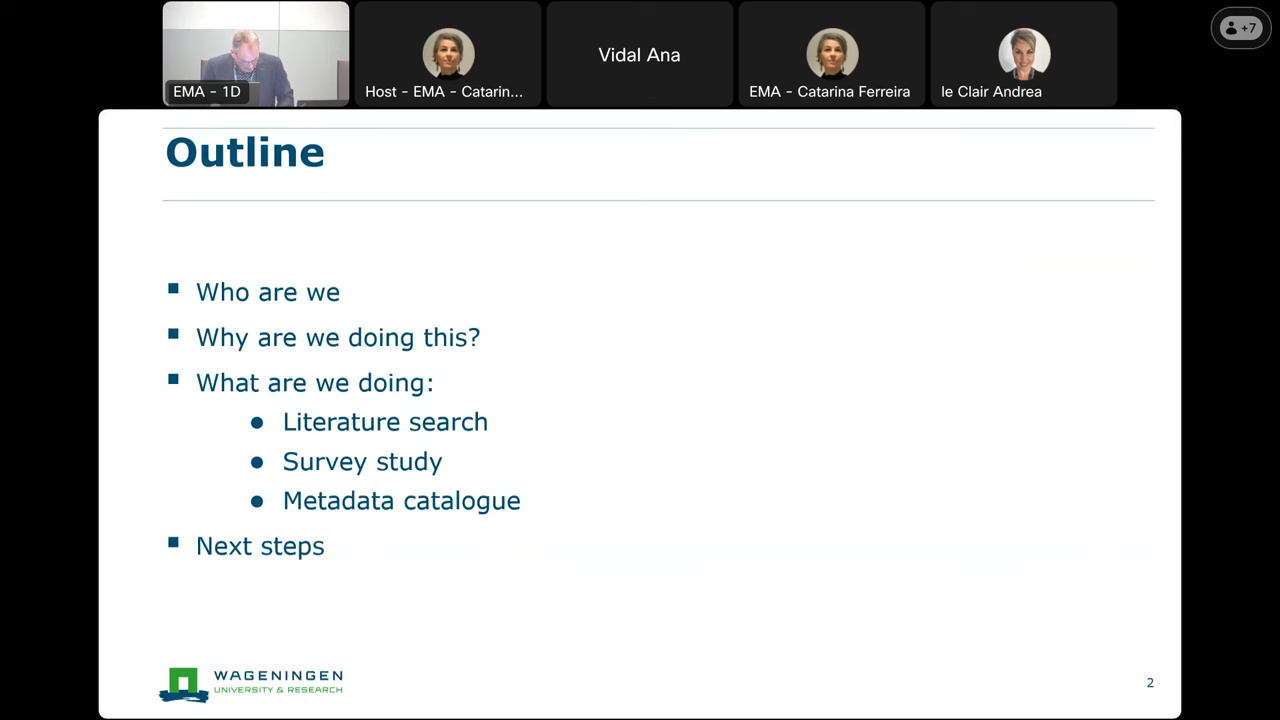 EMA - 1D
Host - EMA - Catarin...
Vidal Ana
EMA - Catarina Ferreira
le Clair Andrea
+7
Outline
Who are we
Why are we doing this?
What are we doing:
Literature search
Survey study
Metadata catalogue
Next steps
WAGENINGEN
UNIVERSITY & RESEARCH
2